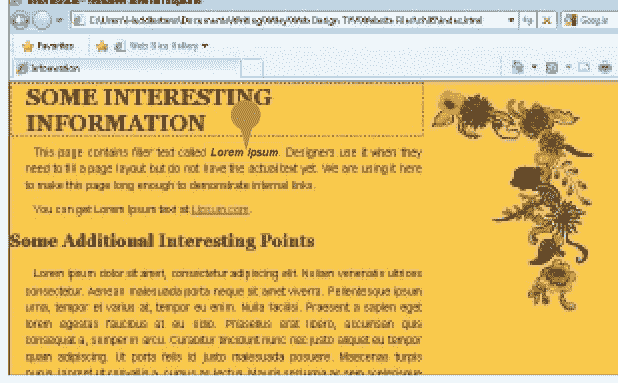 Favorites Web Slice Gallery
Information
SOME INTERESTING
INFORMATION
This page contains filler text called Lorem Ipsum. Designers use it when they
need to fill a page layout but do not have the actual text yet. We are using it here
to make this page long enough to demonstrate internal links.
You can get Lorem Ipsum text at Lipsum.com.
Some Additional Interesting Points
Lorem ipsum dolor sit amet, consectetur adipiscing elit. Nullam venenatis ultrices
consectetur. Aenean malesuada porta neque sit amet viverra. Pellentesque ipsum
urna, tempor et varius at, tempor eu enim. Nulla facilisi. Praesent a sapien eget
lorem egestas faucibus at eu odio. Phasellus erat libero, accumsan quis
consequat a, semper in arcu. Curabitur tincidunt nunc nec justo aliquet eu tempor
quam adipiscing. Ut porta felis id justo malesuada posuere. Maecenas turpis